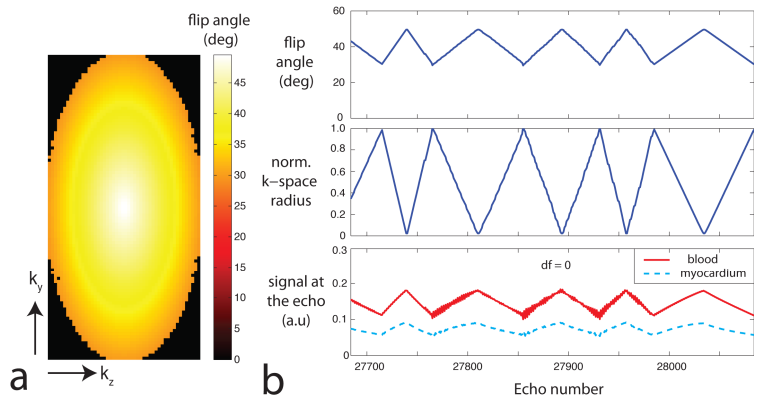 flip angle
(deg)
45
40
35
30
25
20
15
10
5
0
ky
kz
a
flip
angle
(deg)
60
40
20
0
norm.
k-space
radius
1.0
0.8
0.6
0.4
0.2
0
signal at
the echo
(a.u)
0.3
0.2
0.1
0
df = 0
blood
myocardium
27700
27800
27900
28000
Echo number
b